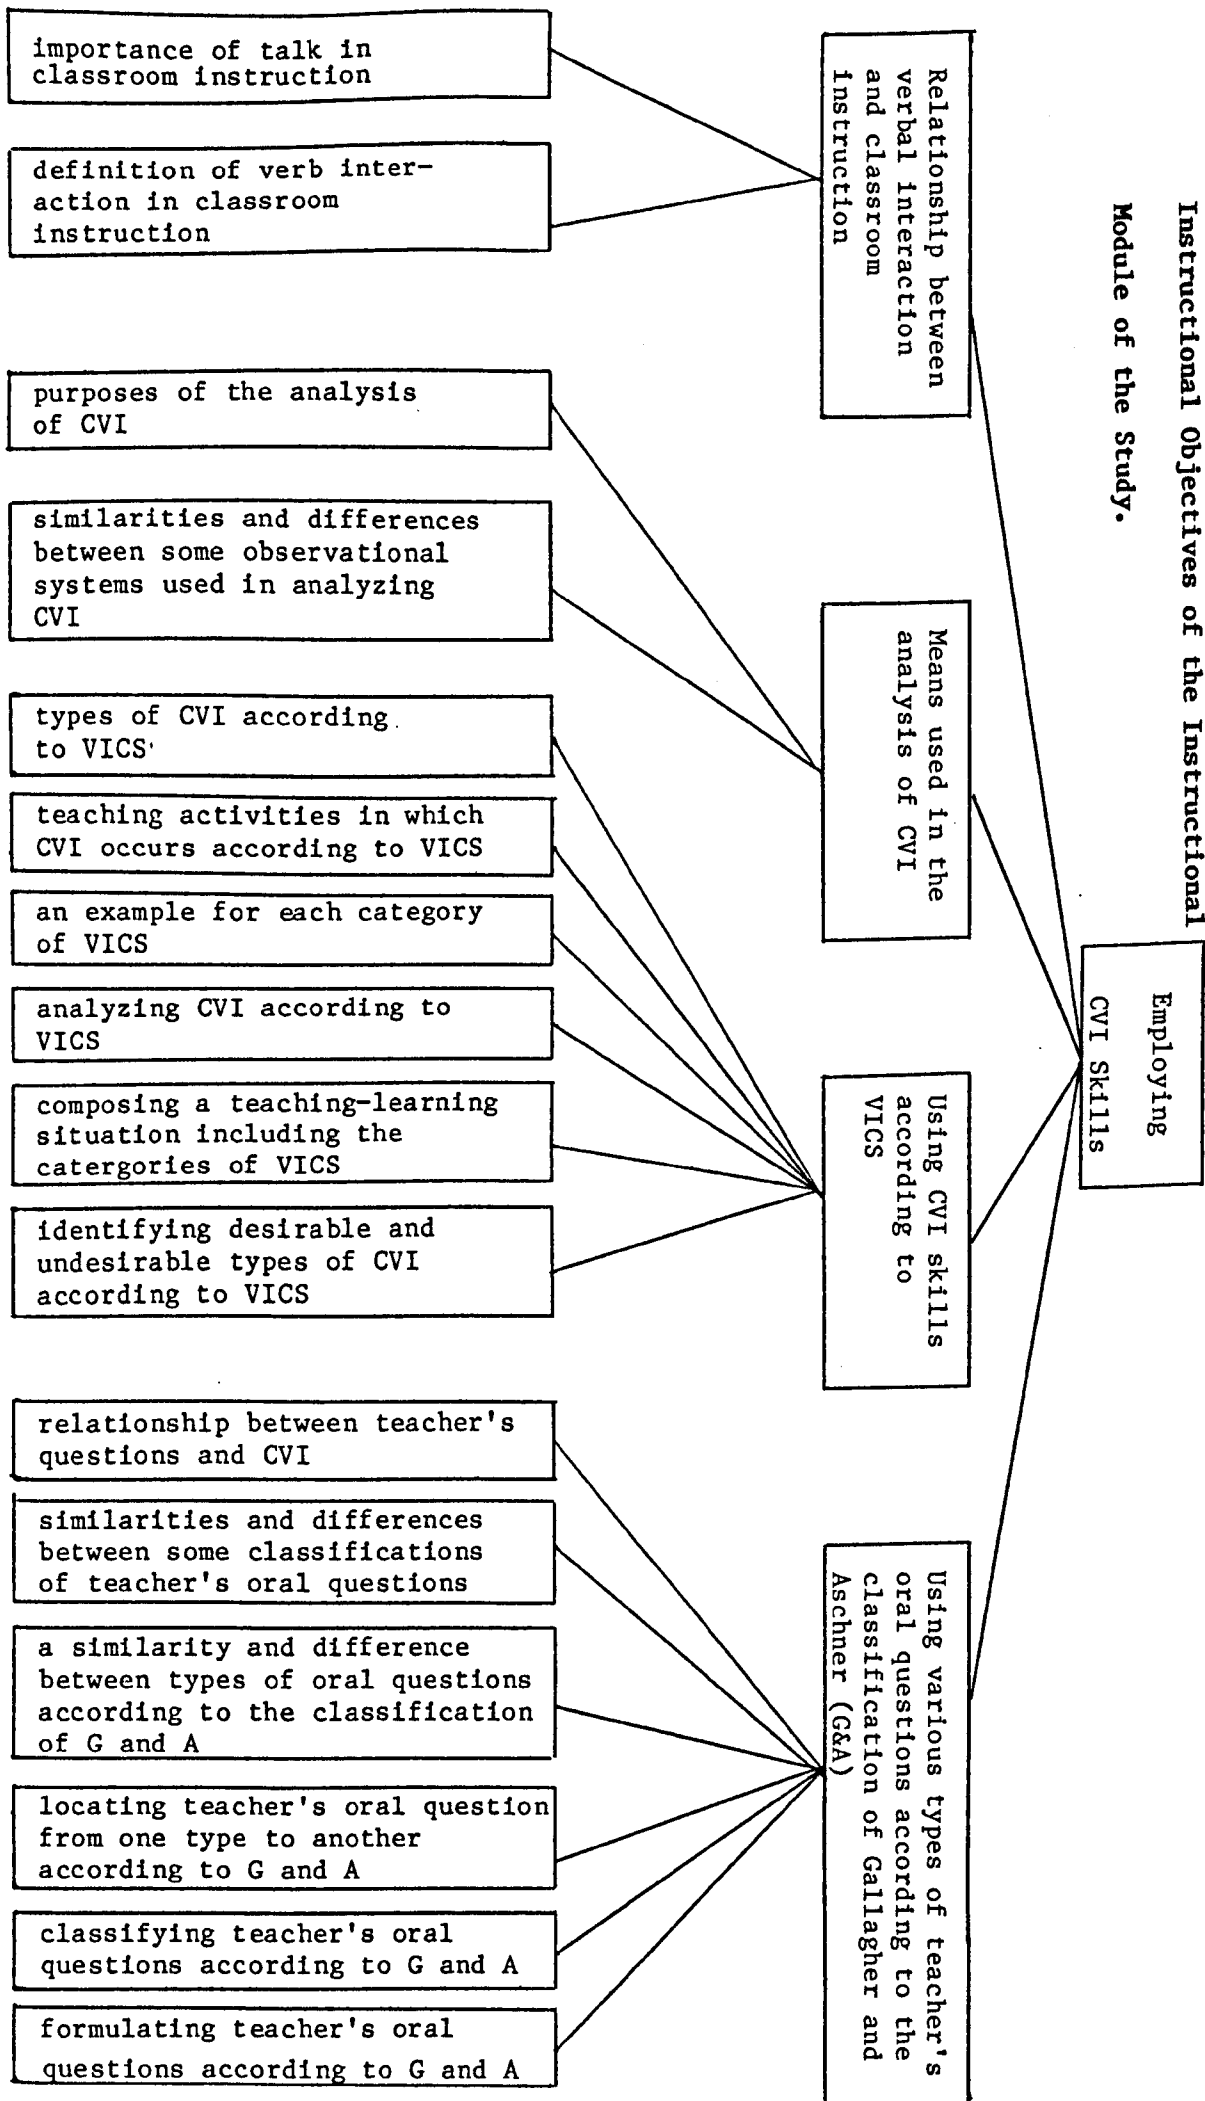 Instructional Objectives of the Instructional
Module of the Study.
Employing
CVI Skills
Relationship between
verbal interaction
and classroom
instruction
importance of talk in
classroom instruction
definition of verb inter-
action in classroom
instruction
Means used in the
analysis of CVI
purposes of the analysis
of CVI
similarities and differences
between some observational
systems used in analyzing
CVI
Using CVI skills
according to
VICS
types of CVI according
to VICS
teaching activities in which
CVI occurs according to VICS
an example for each category
of VICS
analyzing CVI according to
VICS
composing a teaching-learning
situation including the
catergories of VICS
identifying desirable and
undesirable types of CVI
according to VICS
Using various types of teacher's
oral questions according to the
classification of Gallagher and
Aschner (G&A)
relationship between teacher's
questions and CVI
similarities and differences
between some classifications
of teacher's oral questions
a similarity and difference
between types of oral questions
according to the classification
of G and A
locating teacher's oral question
from one type to another
according to G and A
classifying teacher's oral
questions according to G and A
formulating teacher's oral
questions according to G and A